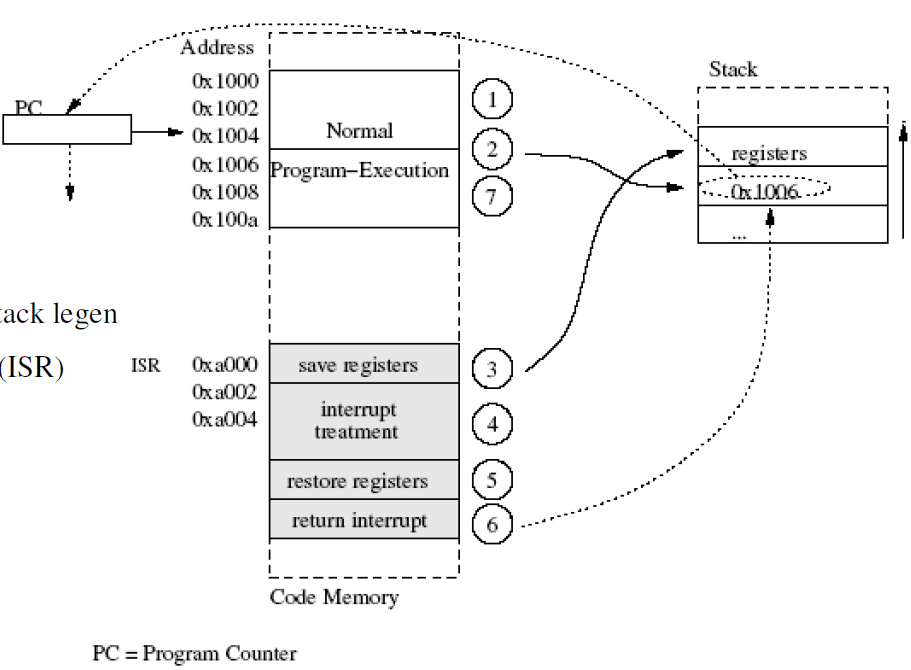 Address
Stack
0x1000
0x1002
PC
0x1004
Normal
0x1006
Program-Execution
0x1008
0x100a
1
2
7
registers
0x1006
...
tack legen
(ISR)
ISR
0xa000
save registers
3
0xa002
0xa004
interrupt
treatment
4
restore registers
5
return interrupt
6
Code Memory
PC = Program Counter